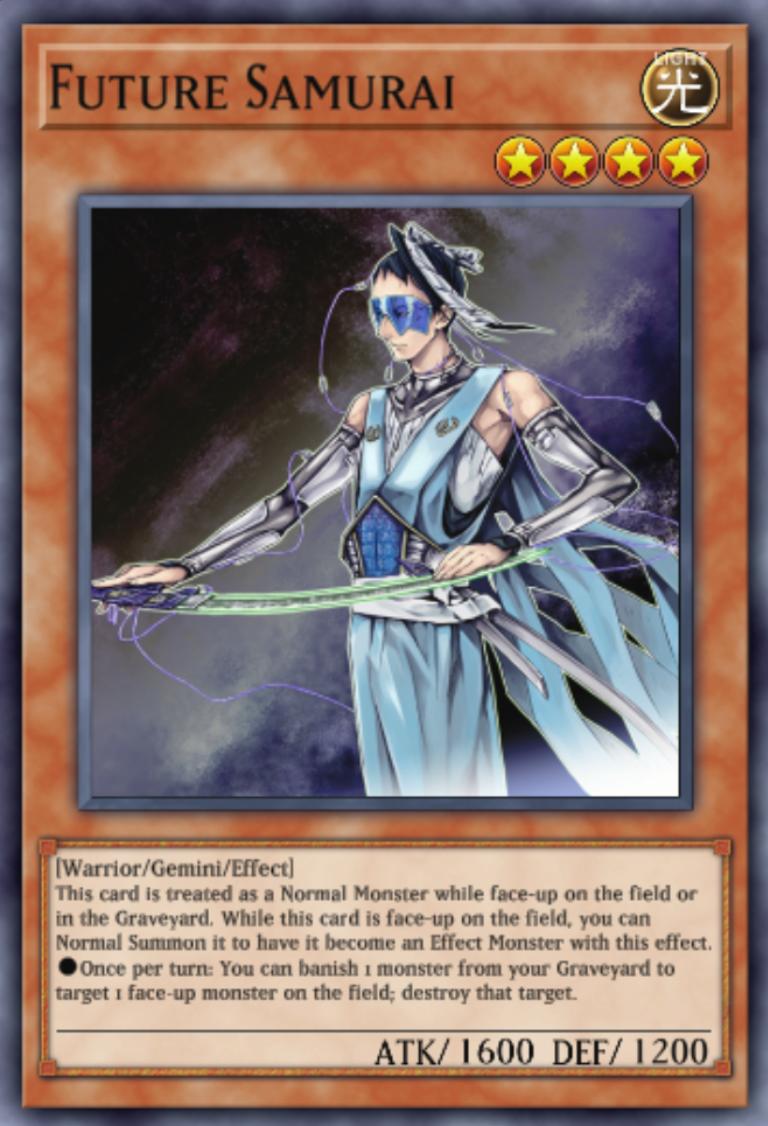 FUTURE SAMURAI
LIGHT
光
[Warrior/Gemini/Effect]
This card is treated as a Normal Monster while face-up on the field or
in the Graveyard. While this card is face-up on the field, you can
Normal Summon it to have it become an Effect Monster with this effect.
●Once per turn: You can banish 1 monster from your Graveyard to
target 1 face-up monster on the field; destroy that target.
ATK/ 1600 DEF/ 1200